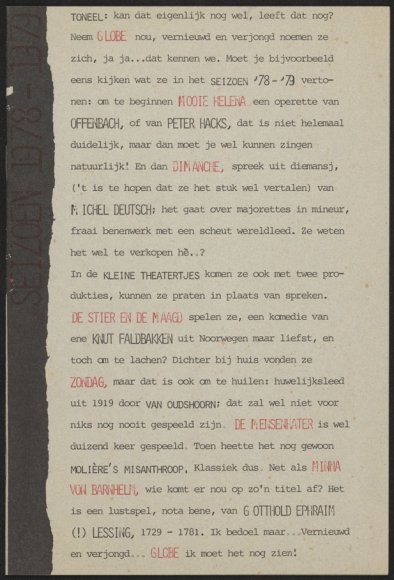 SEIZOEN 1978 - 1979
TONEEL: kan dat eigenlijk nog wel, leeft dat nog?
Neem GLOBE nou, vernieuwd en verjongd noemen ze
zich, ja ja...dat kennen we. Moet je bijvoorbeeld
eens kijken wat ze in het SEIZOEN '78 - '79 verto-
nen: om te beginnen MOOIE HELENA een operette van
OFFENBACH, of van PETER HACKS, dat is niet helemaal
duidelijk, maar dan moet je wel kunnen zingen
natuurlijk! En dan DIMANCHE, spreek uit diemansj,
('t is te hopen dat ze het stuk wel vertalen) van
MICHEL DEUTSCH; het gaat over majorettes in mineur,
fraai benenwerk met een scheut wereldleed. Ze weten
het wel te verkopen hè..?
In de KLEINE THEATERTJES komen ze ook met twee pro-
dukties, kunnen ze praten in plaats van spreken.
DE STIER EN DE MAAGD spelen ze, een komedie van
ene KNUT FALDBAKKEN uit Noorwegen maar liefst, en
toch om te lachen? Dichter bij huis vonden ze
ZONDAG, maar dat is ook om te huilen: huwelijksleed
uit 1919 door VAN OUDSHOORN; dat zal wel niet voor
niks nog nooit gespeeld zijn. DE MENSENHATER is wel
duizend keer gespeeld. Toen heette het nog gewoon
MOLIÈRE'S MISANTHROOP. Klassiek dus. Net als MINNA
VON BARNHELM, wie komt er nou op zo'n titel af? Het
is een lustspel, nota bene, van GOTTHOLD EPHRAIM
(!) LESSING, 1729 - 1781. Ik bedoel maar...Vernieuwd
en verjongd... GLOBE ik moet het nog zien!